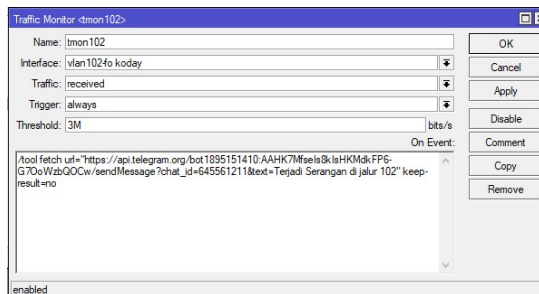 Traffic Monitor <tmon102>
Name: tmon102
Interface: vlan102-fo koday
Traffic: received
Trigger: always
Threshold: 3M bits/s
On Event:
/tool fetch url="https://api.telegram.org/bot1895151410:AAHK7Mfsels8klsHKMdkFP6-
G7OoWzbQOCw/sendMessage?chat_id=645561211&text=Terjadi Serangan di jalur 102" keep-
result=no
OK
Cancel
Apply
Disable
Comment
Copy
Remove
enabled